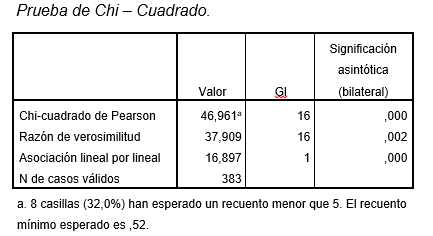 Prueba de Chi – Cuadrado.
Significación
asintótica
Valor Gl (bilateral)
Chi-cuadrado de Pearson 46,961a 16 ,000
Razón de verosimilitud 37,909 16 ,002
Asociación lineal por lineal 16,897 1 ,000
N de casos válidos 383
a. 8 casillas (32,0%) han esperado un recuento menor que 5. El recuento
mínimo esperado es ,52.